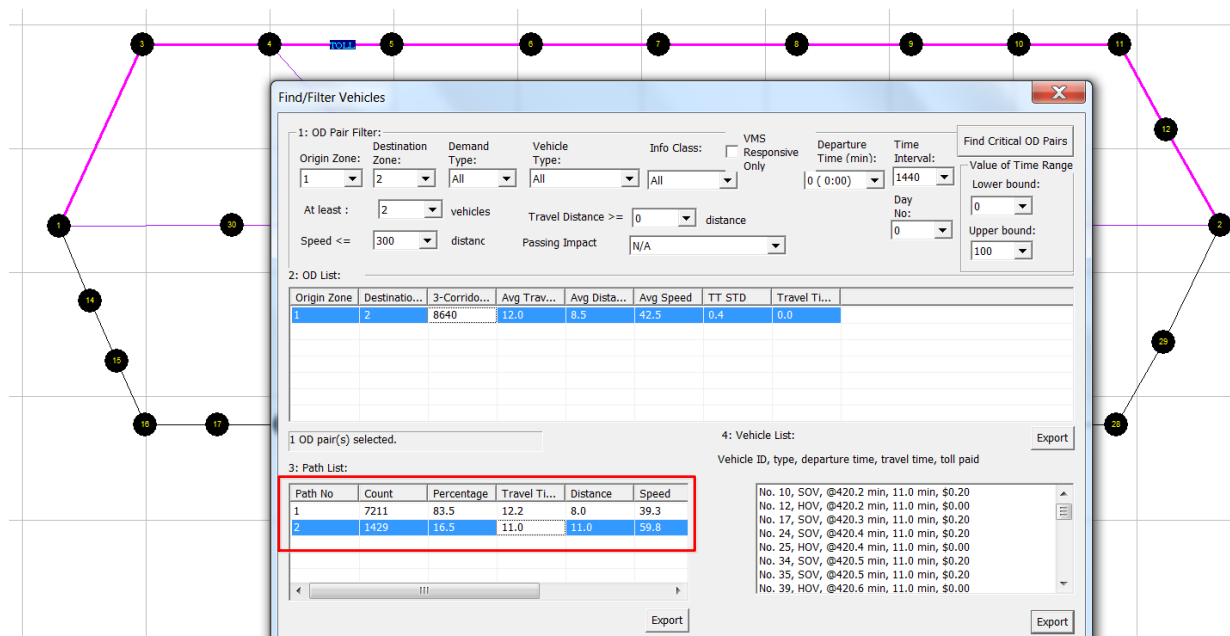 3 4 TOLL 5 6 7 8 9 10 11
Find/Filter Vehicles
1: OD Pair Filter:
Origin Zone: Destination Zone: Demand Type: Vehicle Type: Info Class: VMS Responsive Only Departure Time (min): Time Interval: Find Critical OD Pairs
1 2 All All All 0 ( 0:00) 1440
Value of Time Range
Lower bound:
0
Upper bound:
100
At least : 2 vehicles Travel Distance >= 0 distance Day No: 0
Speed <= 300 distanc Passing Impact N/A
12
1 30 2
14
15
16 17
29
28
2: OD List:
Origin Zone Destinatio... 3-Corrido... Avg Trav... Avg Dista... Avg Speed TT STD Travel Ti...
1 2 8640 12.0 8.5 42.5 0.4 0.0
1 OD pair(s) selected.
4: Vehicle List:
Export
Vehicle ID, type, departure time, travel time, toll paid
3: Path List:
Path No Count Percentage Travel Ti... Distance Speed
1 7211 83.5 12.2 8.0 39.3
2 1429 16.5 11.0 11.0 59.8
Export
No. 10, SOV, @420.2 min, 11.0 min, $0.20
No. 12, HOV, @420.2 min, 11.0 min, $0.00
No. 17, SOV, @420.3 min, 11.0 min, $0.20
No. 24, SOV, @420.4 min, 11.0 min, $0.20
No. 25, HOV, @420.4 min, 11.0 min, $0.00
No. 34, SOV, @420.5 min, 11.0 min, $0.20
No. 35, SOV, @420.5 min, 11.0 min, $0.20
No. 39, HOV, @420.6 min, 11.0 min, $0.00
Export